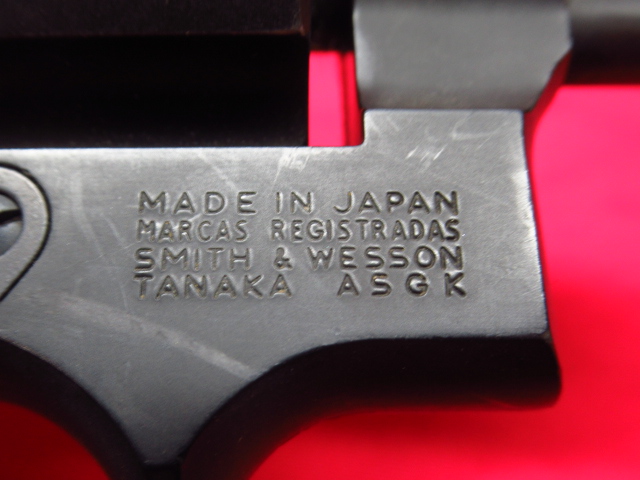 MADE IN JAPAN
MARCAS REGISTRADAS
SMITH & WESSON
TANAKA ASGK